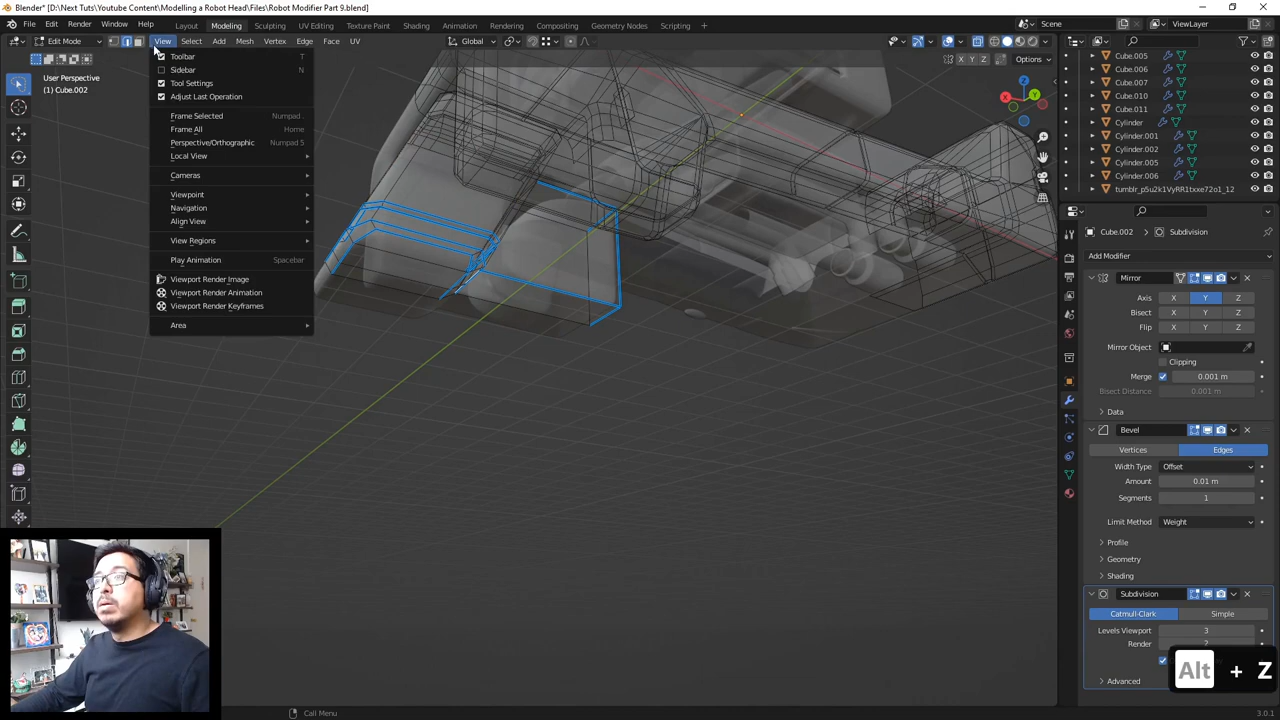 Blender* [D:\Next Tuts\Youtube Content\Modelling a Robot Head\Files\Robot Modifier Part 9.blend]
File Edit Render Window Help Layout Modeling Sculpting UV Editing Texture Paint Shading Animation Rendering Compositing Geometry Nodes Scripting Scene ViewLayer
Edit Mode View Select Add Mesh Vertex Edge Face UV Global
X Y Z Options
User Perspective
(1) Cube.002
Toolbar T
Sidebar N
Tool Settings
Adjust Last Operation
Frame Selected Numpad .
Frame All Home
Perspective/Orthographic Numpad 5
Local View
Cameras
Viewpoint
Navigation
Align View
View Regions
Play Animation Spacebar
Viewport Render Image
Viewport Render Animation
Viewport Render Keyframes
Area
Z
X Y
Cube.005
Cube.006
Cube.007
Cube.010
Cube.011
Cylinder
Cylinder.001
Cylinder.002
Cylinder.005
Cylinder.006
tumblr_p5u2k1VyRR1txxe72o1_12
Cube.002 Subdivision
Add Modifier
Mirror
Axis X Y Z
Bisect X Y Z
Flip X Y Z
Mirror Object
Clipping
Merge 0.001 m
Bisect Distance 0.001 m
Data
Bevel
Vertices Edges
Width Type Offset
Amount 0.01 m
Segments 1
Limit Method Weight
Profile
Geometry
Shading
Subdivision
Catmull-Clark Simple
Levels Viewport 3
Render
Advanced
Alt + Z
Call Menu
3.0.1